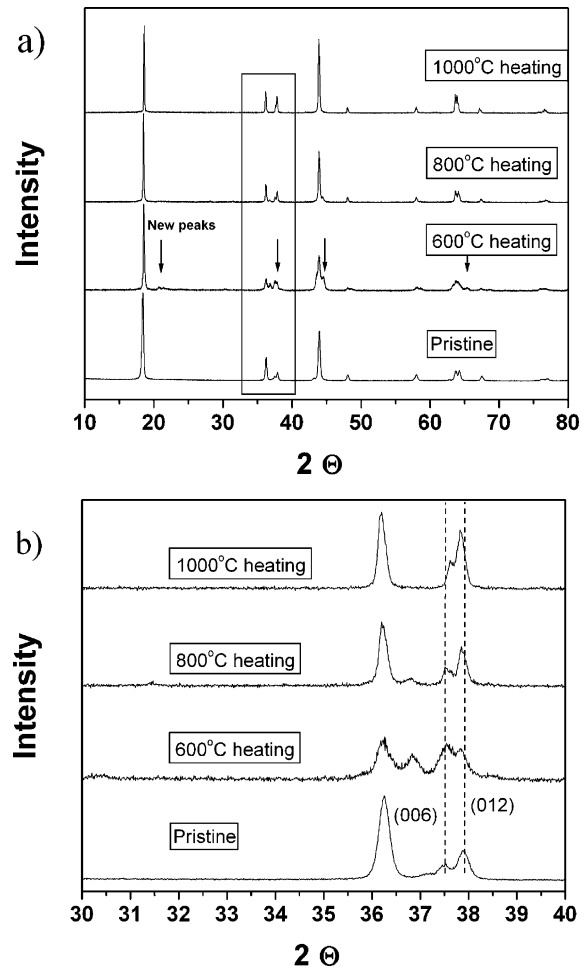 a)
1000°C heating
800°C heating
New peaks
600°C heating
Pristine
Intensity
10 20 30 40 50 60 70 80
2 Θ
b)
1000°C heating
800°C heating
600°C heating
(006) (012)
Pristine
Intensity
30 31 32 33 34 35 36 37 38 39 40
2 Θ